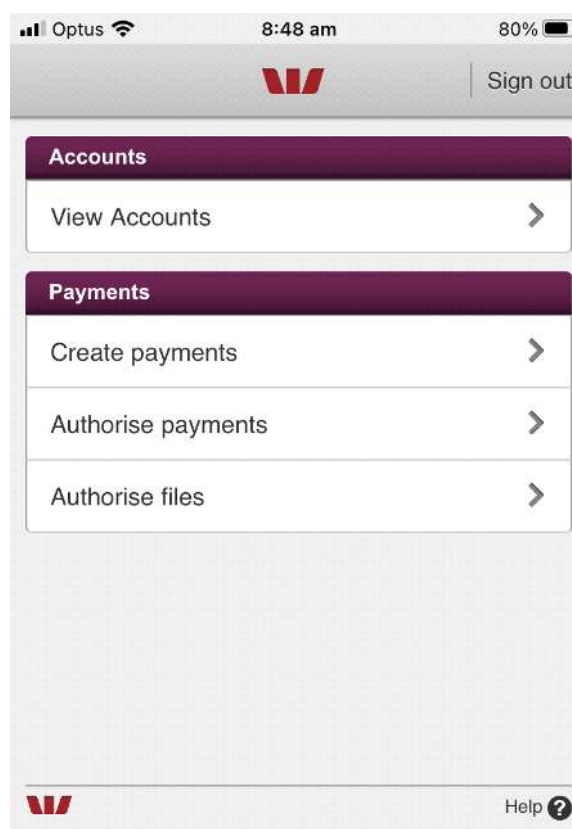 Optus 8:48 am 80%
Sign out
Accounts
View Accounts
Payments
Create payments
Authorise payments
Authorise files
Help ?